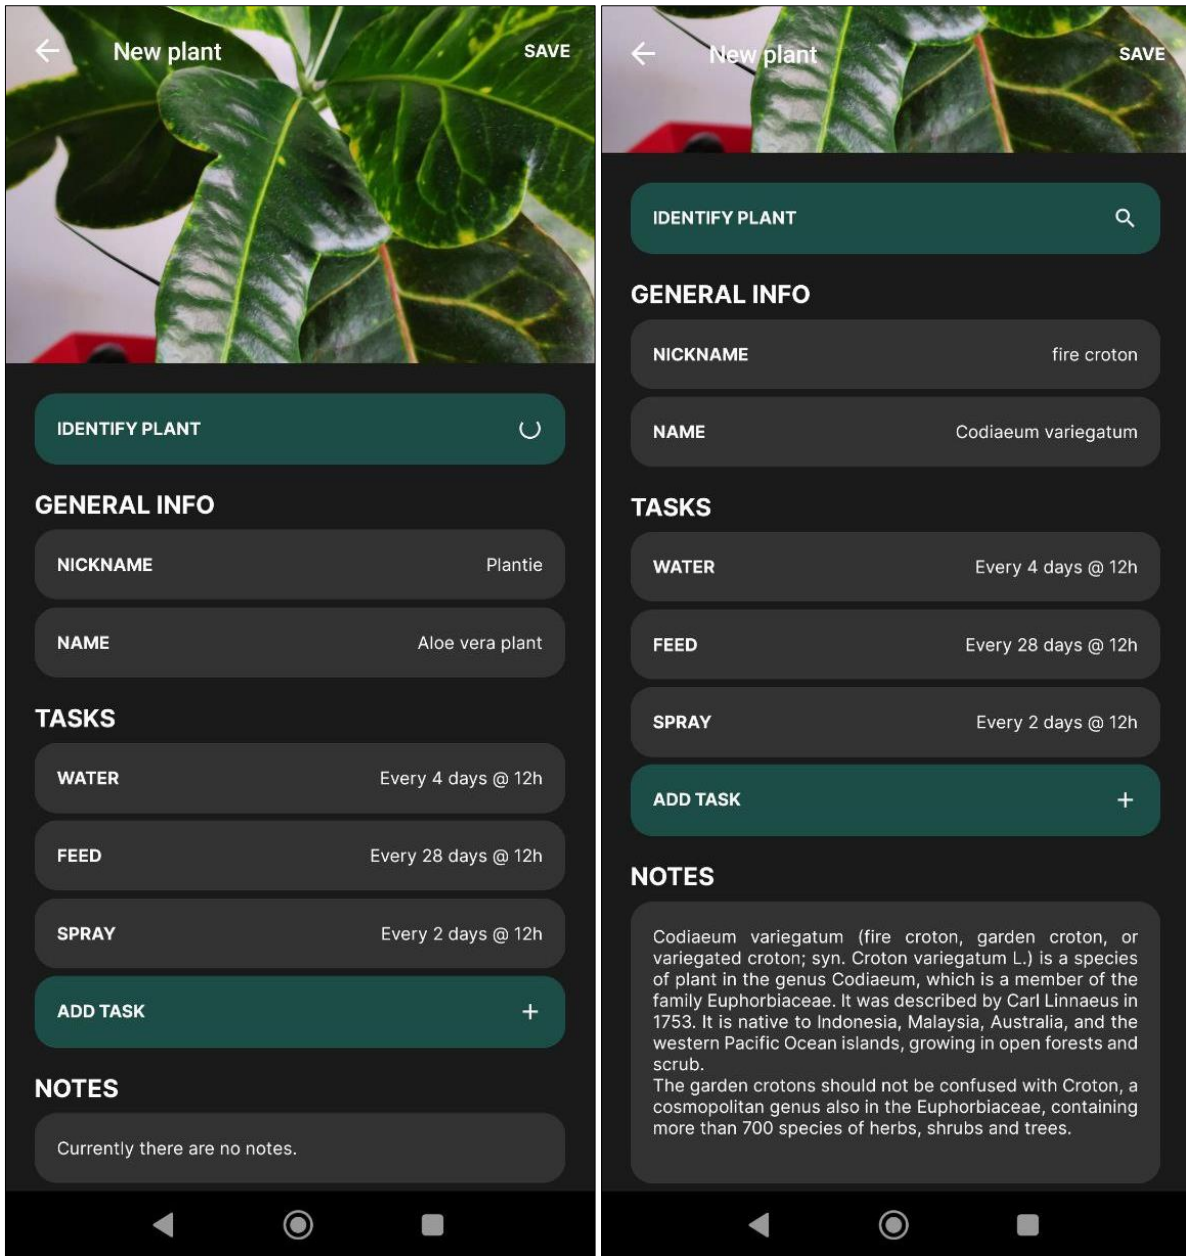 New plant
SAVE
IDENTIFY PLANT
GENERAL INFO
NICKNAME Plantie
NAME Aloe vera plant
TASKS
WATER Every 4 days @ 12h
FEED Every 28 days @ 12h
SPRAY Every 2 days @ 12h
ADD TASK +
NOTES
Currently there are no notes.
New plant
SAVE
IDENTIFY PLANT
GENERAL INFO
NICKNAME fire croton
NAME Codiaeum variegatum
TASKS
WATER Every 4 days @ 12h
FEED Every 28 days @ 12h
SPRAY Every 2 days @ 12h
ADD TASK +
NOTES
Codiaeum variegatum (fire croton, garden croton, or
variegated croton; syn. Croton variegatum L.) is a species
of plant in the genus Codiaeum, which is a member of the
family Euphorbiaceae. It was described by Carl Linnaeus in
1753. It is native to Indonesia, Malaysia, Australia, and the
western Pacific Ocean islands, growing in open forests and
scrub.
The garden crotons should not be confused with Croton, a
cosmopolitan genus also in the Euphorbiaceae, containing
more than 700 species of herbs, shrubs and trees.